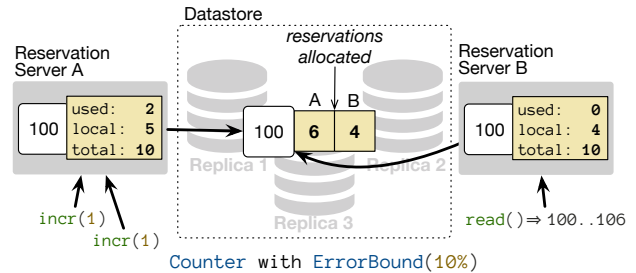 Datastore
Reservation
Server A
reservations
allocated
Reservation
Server B
A B
100
used: 2
local: 5
total: 10
100
6 4
100
used: 0
local: 4
total: 10
Replica 1
Replica 2
Replica 3
incr(1)
incr(1)
read()⇒100..106
Counter with ErrorBound(10%)